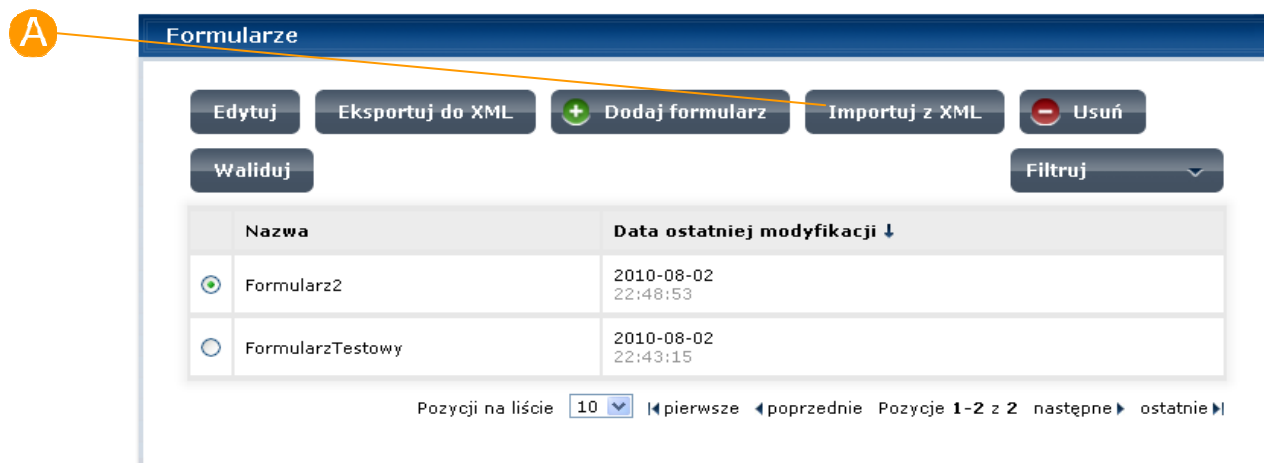 A
Formularze
Edytuj Eksportuj do XML Dodaj formularz Importuj z XML Usuń
Waliduj Filtruj
Nazwa Data ostatniej modyfikacji
Formularz2 2010-08-02
22:48:53
FormularzTestowy 2010-08-02
22:43:15
Pozycji na liście 10 pierwsze poprzednie Pozycje 1-2 z 2 następne ostatnie